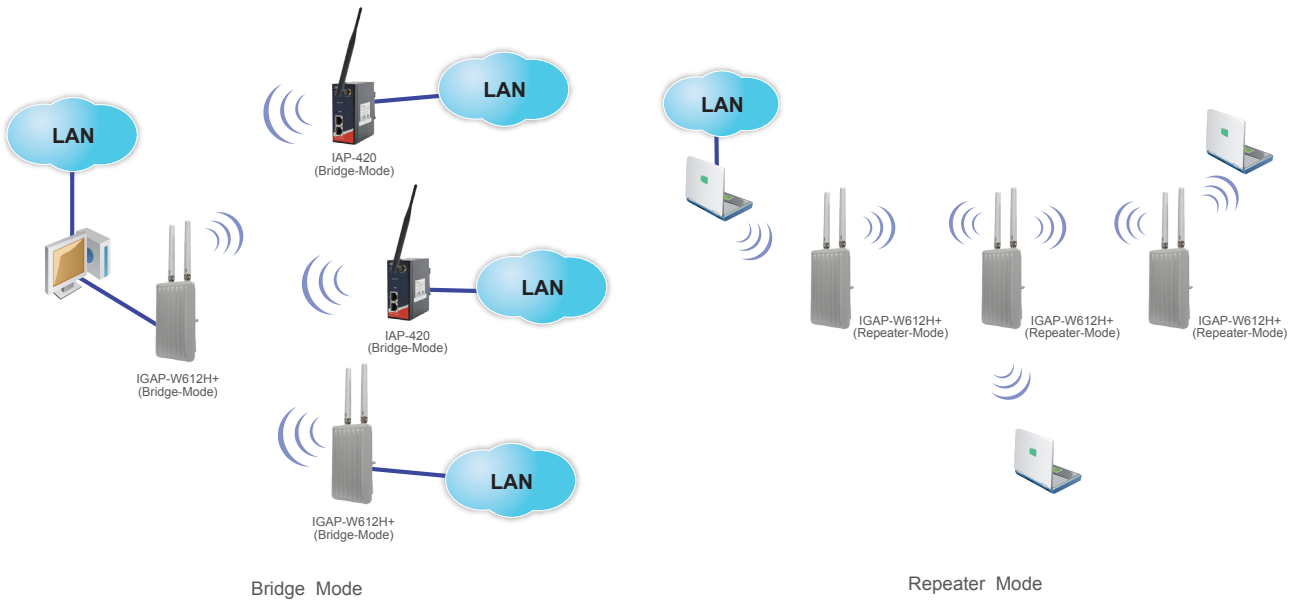 LAN
IGAP-W612H+
(Bridge-Mode)
LAN
IAP-420
(Bridge-Mode)
LAN
IAP-420
(Bridge-Mode)
LAN
IGAP-W612H+
(Bridge-Mode)
Bridge Mode
LAN
IGAP-W612H+
(Repeater-Mode)
IGAP-W612H+
(Repeater-Mode)
IGAP-W612H+
(Repeater-Mode)
Repeater Mode